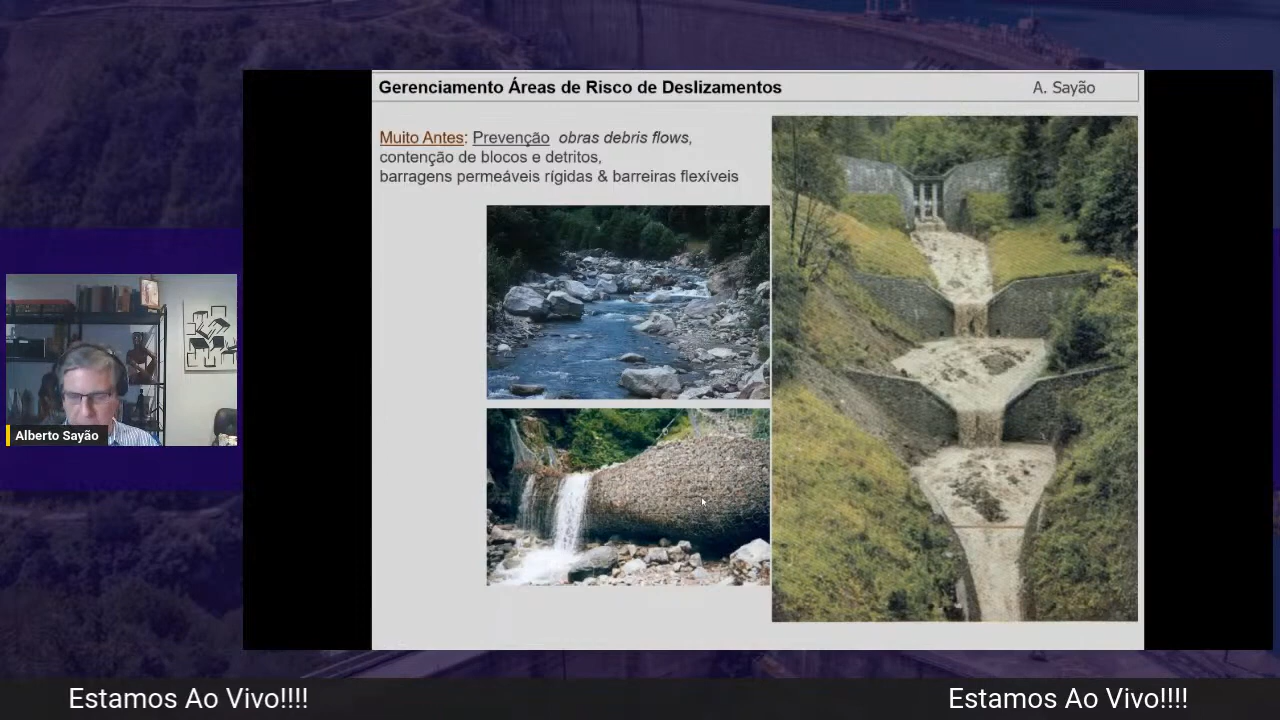 Gerenciamento Áreas de Risco de Deslizamentos
A. Sayão
Muito Antes: Prevenção obras debris flows,
contenção de blocos e detritos,
barragens permeáveis rígidas & barreiras flexíveis
Alberto Sayão
Estamos Ao Vivo!!!!
Estamos Ao Vivo!!!!